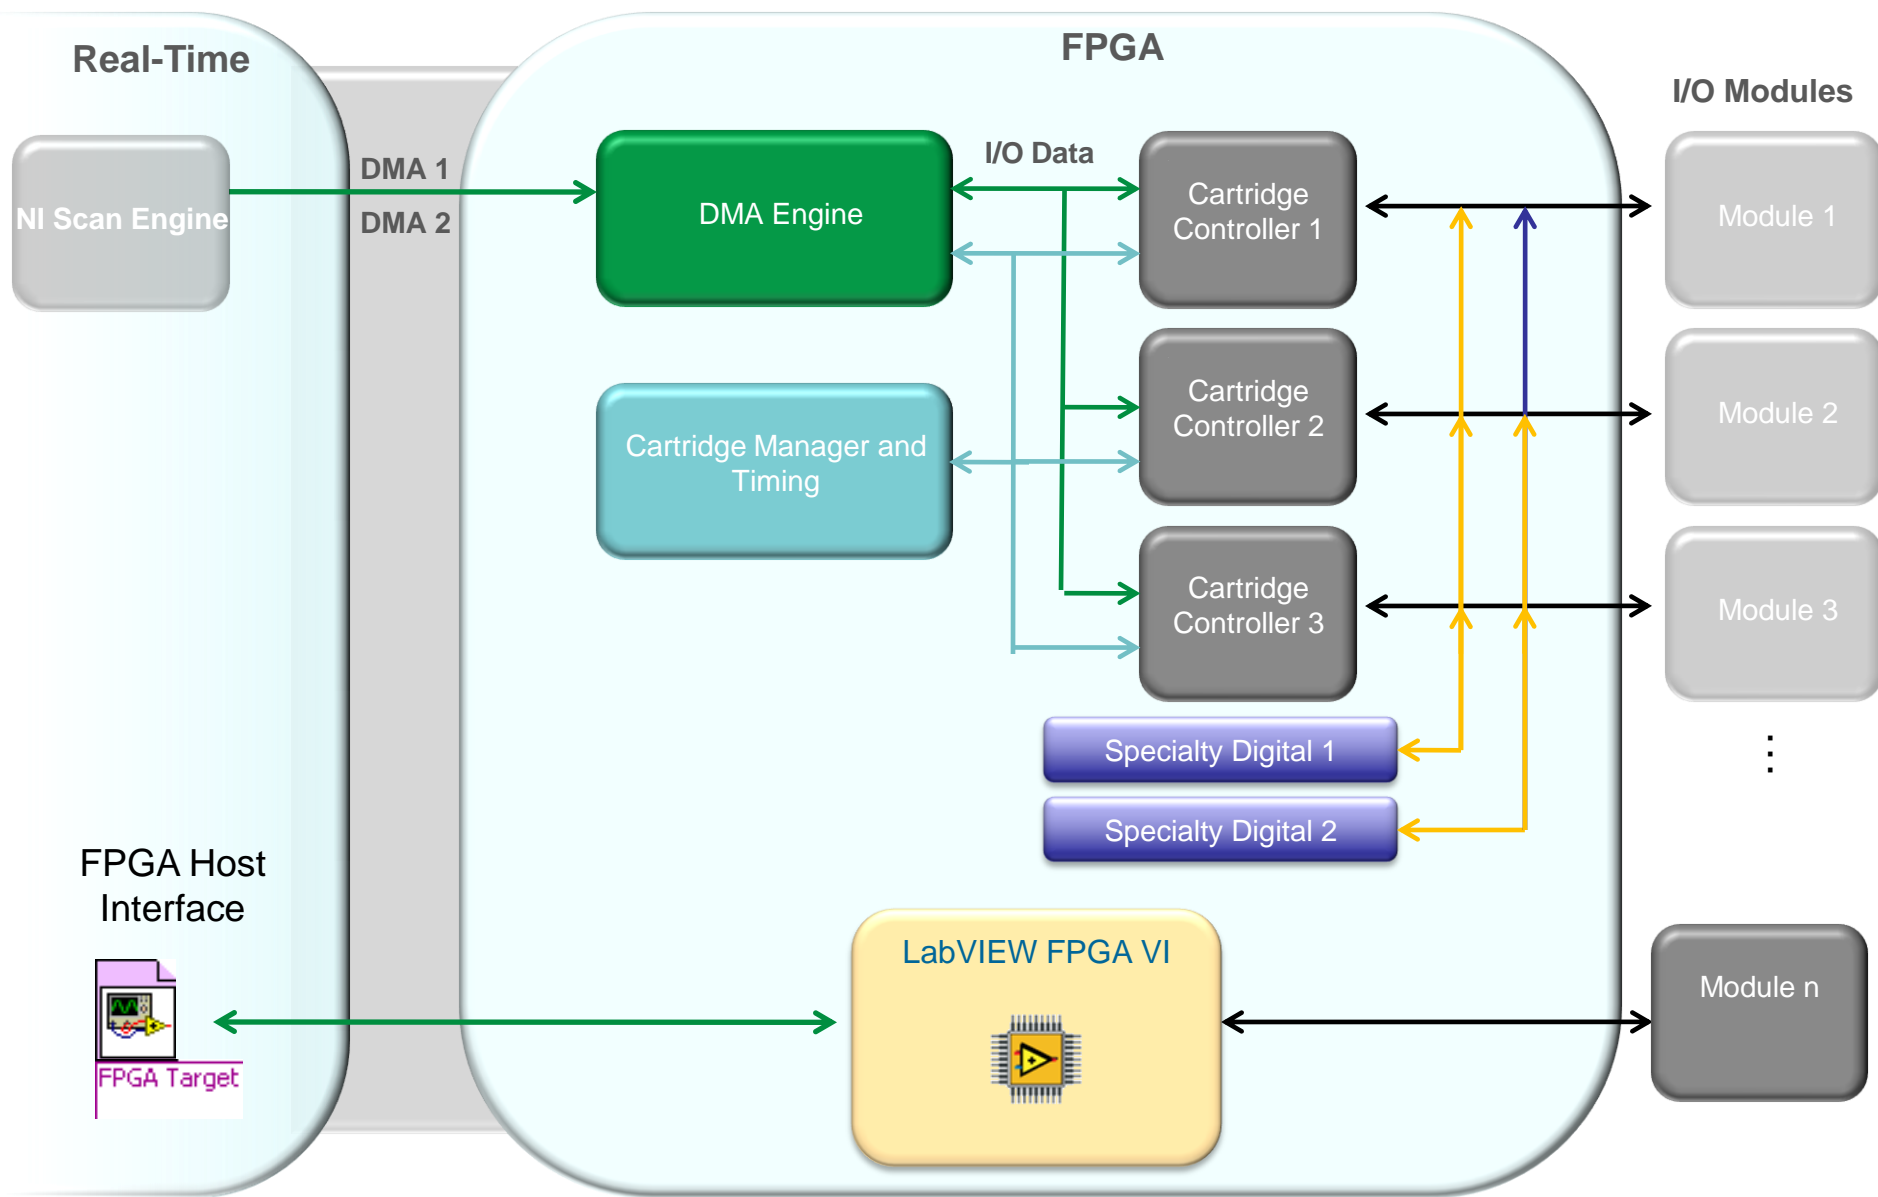 Real-Time
FPGA
I/O Modules
NI Scan Engine
DMA 1
DMA 2
DMA Engine
I/O Data
Cartridge
Controller 1
Module 1
Cartridge Manager and
Timing
Cartridge
Controller 2
Module 2
Cartridge
Controller 3
Module 3
Specialty Digital 1
Specialty Digital 2
⋮
FPGA Host
Interface
FPGA Target
LabVIEW FPGA VI
Module n